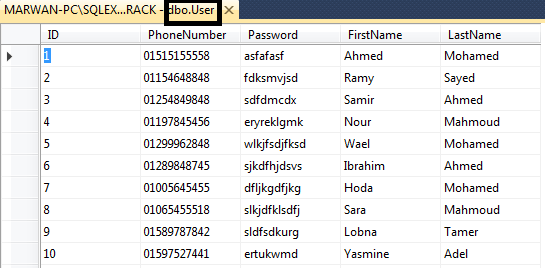 MARWAN-PC\SQLEX...RACK - dbo.User
ID PhoneNumber Password FirstName LastName
1 01515155558 asfafasf Ahmed Mohamed
2 01154648848 fdksmvjsd Ramy Sayed
3 01254849848 sdfdmcdx Samir Ahmed
4 01197845456 eryreklgmk Nour Mahmoud
5 01299962848 wlkjfsdjfksd Wael Mohamed
6 01289848745 sjkdfhjdsvs Ibrahim Ahmed
7 01005645455 dfljkgdfjkg Hoda Mohamed
8 01065455518 slkjdfklsdfj Sara Mahmoud
9 01589787842 sldfsdkurg Lobna Tamer
10 01597527441 ertukwmd Yasmine Adel